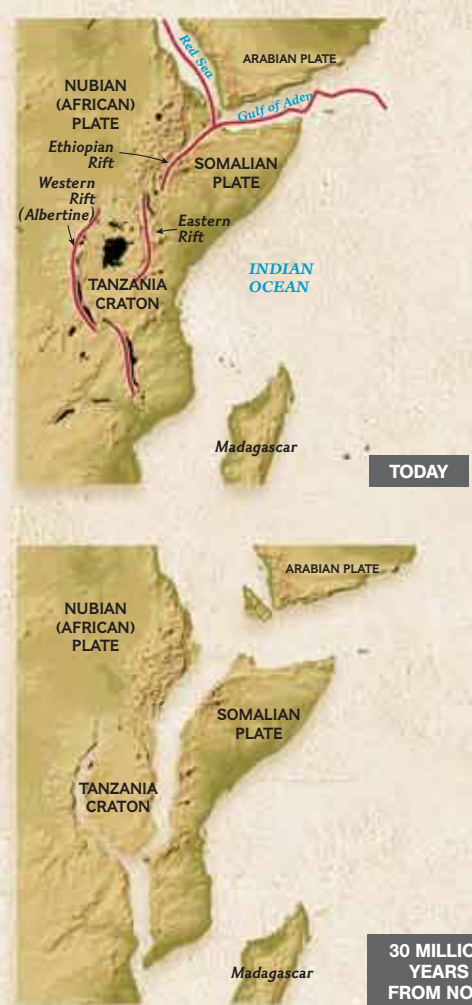 Red Sea
ARABIAN PLATE
NUBIAN
(AFRICAN)
PLATE
Gulf of Aden
Ethiopian
Rift
SOMALIAN
PLATE
Western
Rift
(Albertine)
Eastern
Rift
TANZANIA
CRATON
INDIAN
OCEAN
Madagascar
TODAY
ARABIAN PLATE
NUBIAN
(AFRICAN)
PLATE
SOMALIAN
PLATE
TANZANIA
CRATON
Madagascar
30 MILLIO
YEARS
FROM NO